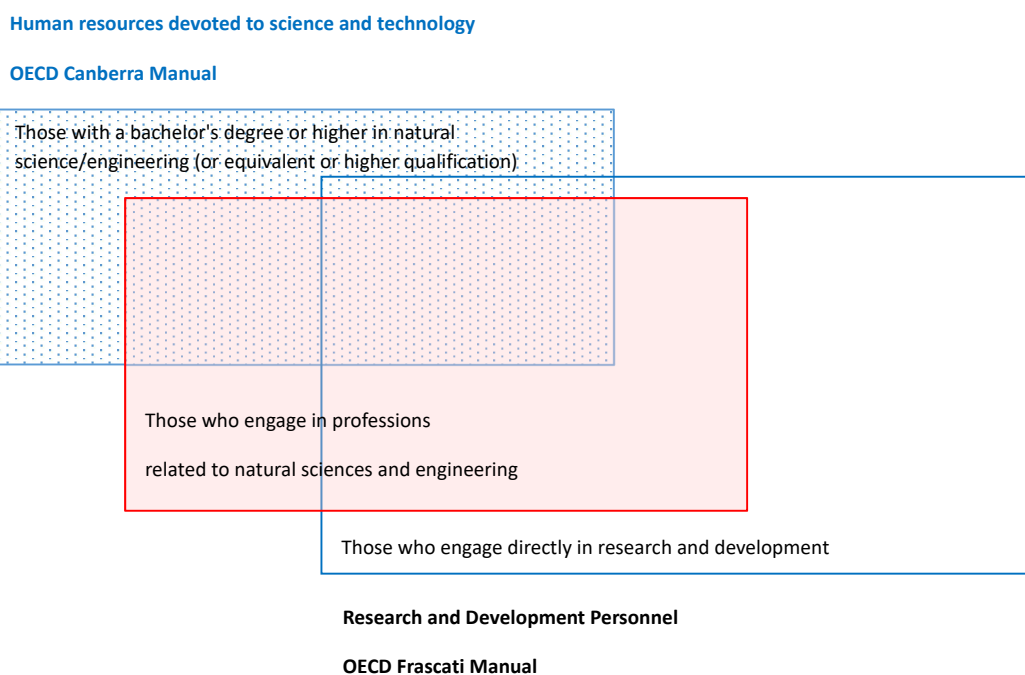 Human resources devoted to science and technology
OECD Canberra Manual
Those with a bachelor's degree or higher in natural
science/engineering (or equivalent or higher qualification)
Those who engage in professions
related to natural sciences and engineering
Those who engage directly in research and development
Research and Development Personnel
OECD Frascati Manual